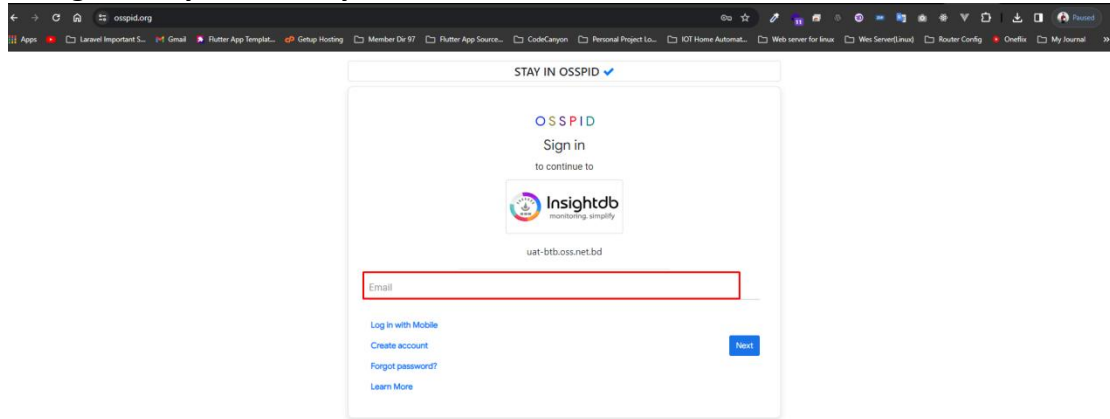 osspid.org
Paused
Apps Laravel Important S... Gmail Flutter App Templat... Getup Hosting Member Dir 97 Flutter App Source... CodeCanyon Personal Project Lo... IOT Home Automat... Web server for linux Wes Server(Linux) Router Config Oneflix My Journal »
STAY IN OSSPID
OSSPID
Sign in
to continue to
Insightdb
monitoring. simplify
uat-btb.oss.net.bd
Email
Log in with Mobile
Create account
Next
Forgot password?
Learn More